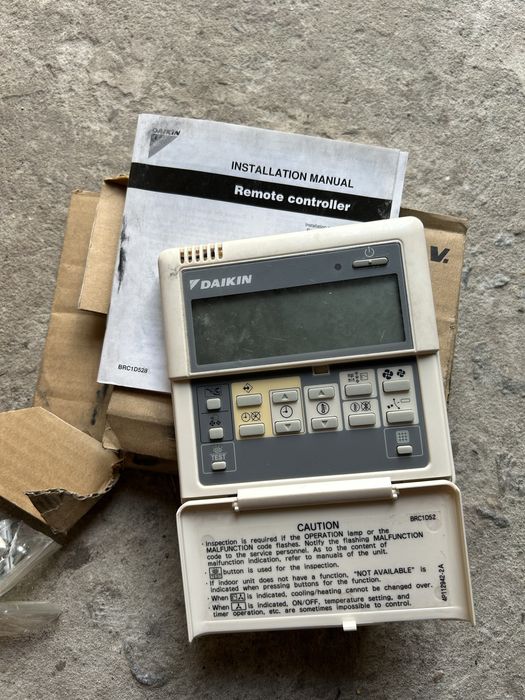 DAIKIN
INSTALLATION MANUAL
Remote controller
BRC1D528
V.
DAIKIN
TEST
CAUTION
BRC1D52
· Inspection is required if the OPERATION lamp or the
MALFUNCTION code flashes. Notify the flashing MALFUNCTION
code to the service personnel. As to the content of
malfunction indication, refer to manuals of the unit.
· button is used for the inspection.
· If indoor unit does not have a function, "NOT AVAILABLE" is
indicated when pressing buttons for the function.
· When is indicated, cooling/heating cannot be changed over.
· When is indicated, ON/OFF, temperature setting, and
timer operation, etc. are sometimes impossible to control.
4P112942-2A